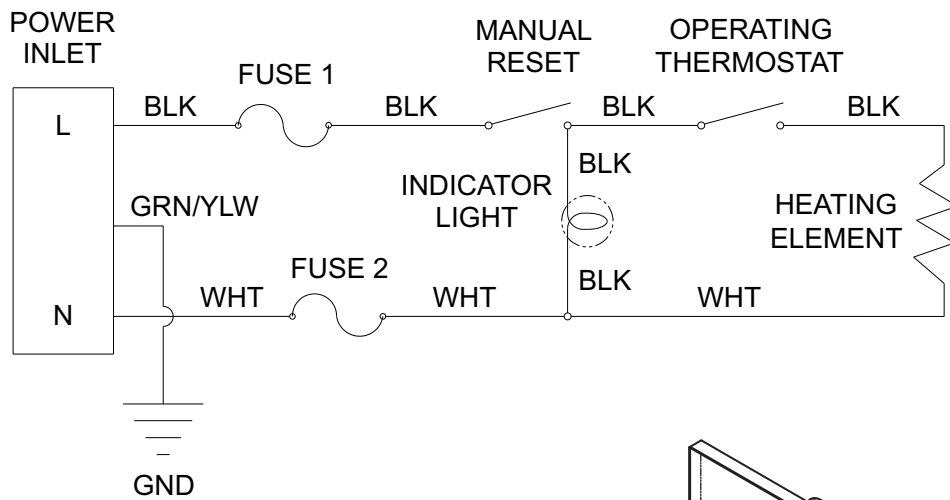 POWER
INLET
MANUAL
RESET
OPERATING
THERMOSTAT
FUSE 1
L
BLK
BLK
BLK
BLK
BLK
INDICATOR
LIGHT
GRN/YLW
HEATING
ELEMENT
FUSE 2
BLK
N
WHT
WHT
WHT
GND